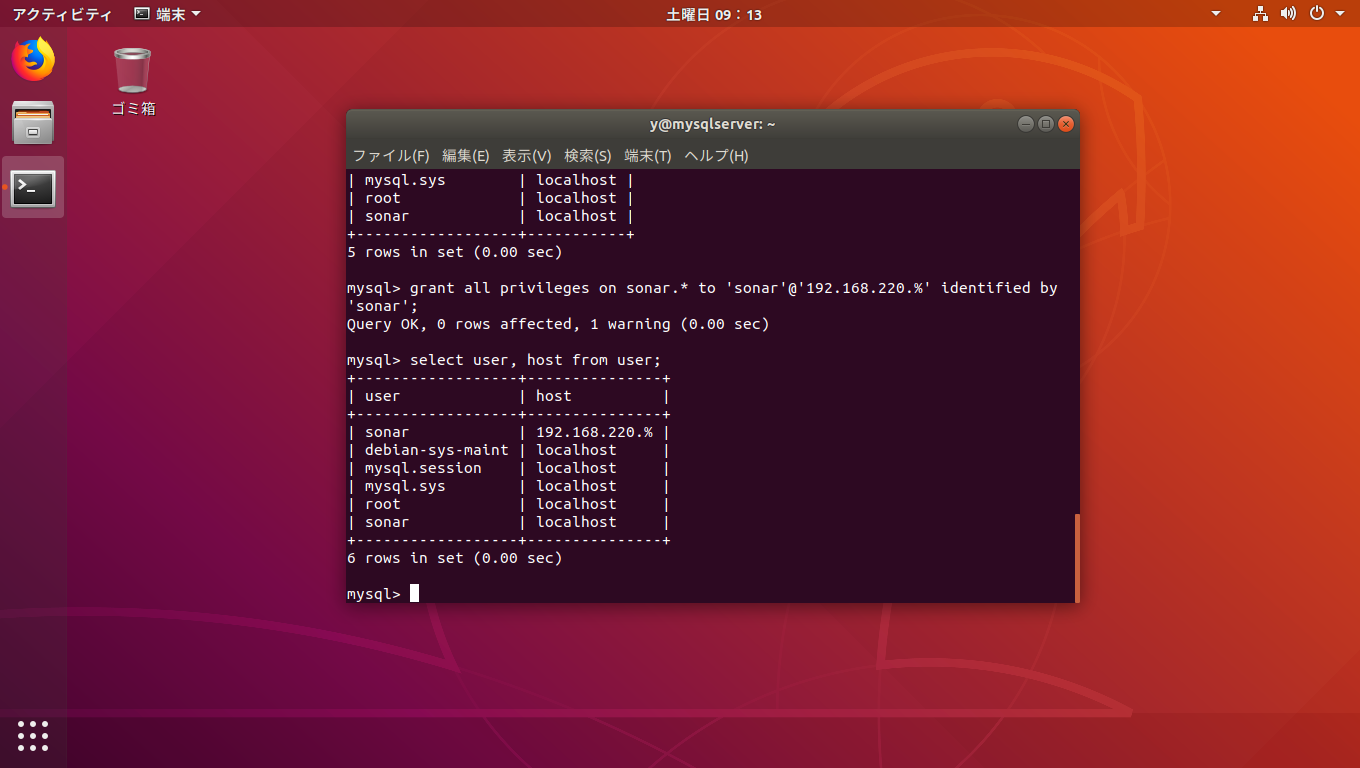 アクティビティ 端末 土曜日 09：13
ゴミ箱
y@mysqlserver: ~
ファイル(F) 編集(E) 表示(V) 検索(S) 端末(T) ヘルプ(H)
| mysql.sys        | localhost |
| root             | localhost |
| sonar            | localhost |
+------------------+-----------+
5 rows in set (0.00 sec)
mysql> grant all privileges on sonar.* to 'sonar'@'192.168.220.%' identified by
'sonar';
Query OK, 0 rows affected, 1 warning (0.00 sec)
mysql> select user, host from user;
+------------------+---------------+
| user             | host          |
+------------------+---------------+
| sonar            | 192.168.220.% |
| debian-sys-maint | localhost     |
| mysql.session    | localhost     |
| mysql.sys        | localhost     |
| root             | localhost     |
| sonar            | localhost     |
+------------------+---------------+
6 rows in set (0.00 sec)
mysql>